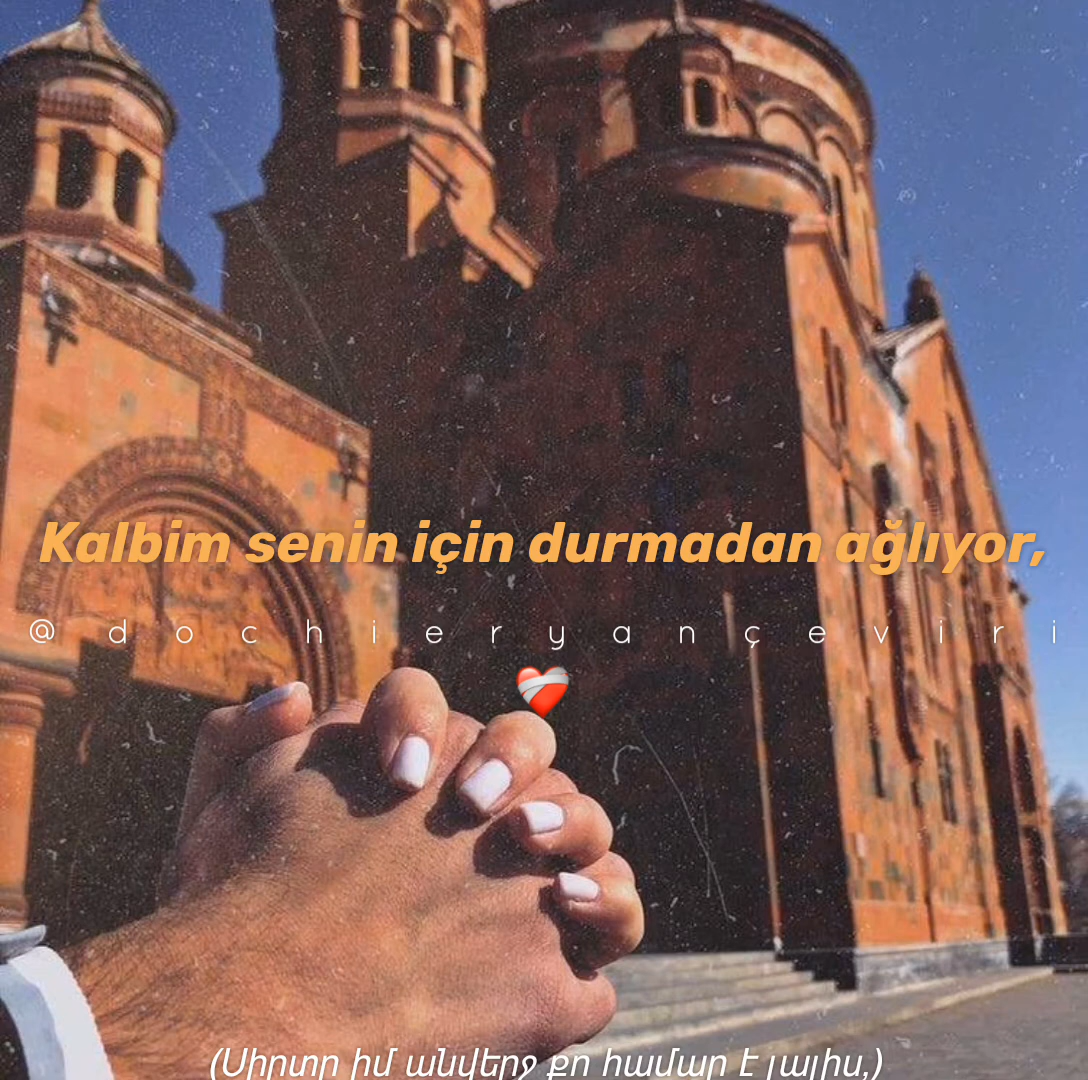 Kalbim senin için durmadan ağlıyor,
@dochieryançeviri
(Սիրտը իմ անվերջ քո համար է լալիս,)